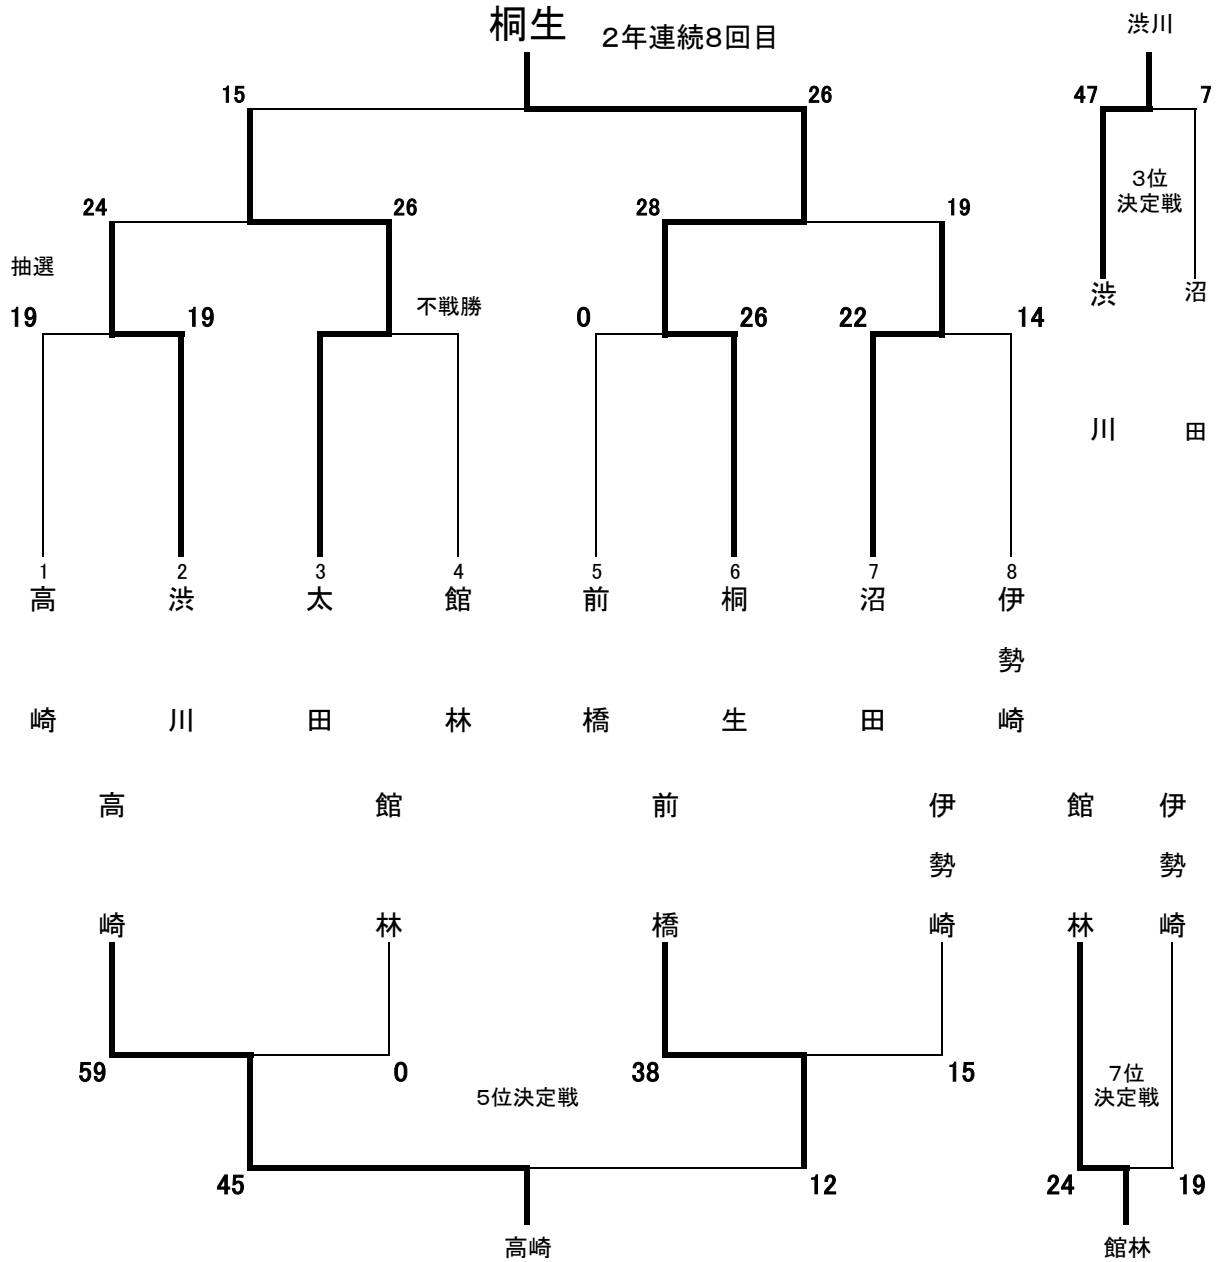 桐生 2年連続8回目
渋川
15 26 47 7
3位
決定戦
24 26 28 19
抽選
不戦勝
渋川 沼田
19 19 0 26 22 14
1 2 3 4 5 6 7 8
高崎 渋川 太田 館林 前橋 桐生 沼田 伊勢崎
高崎 館林 前橋 伊勢崎 館林 伊勢崎
59 0 38 15
7位
決定戦
5位決定戦
45 12 24 19
高崎 館林